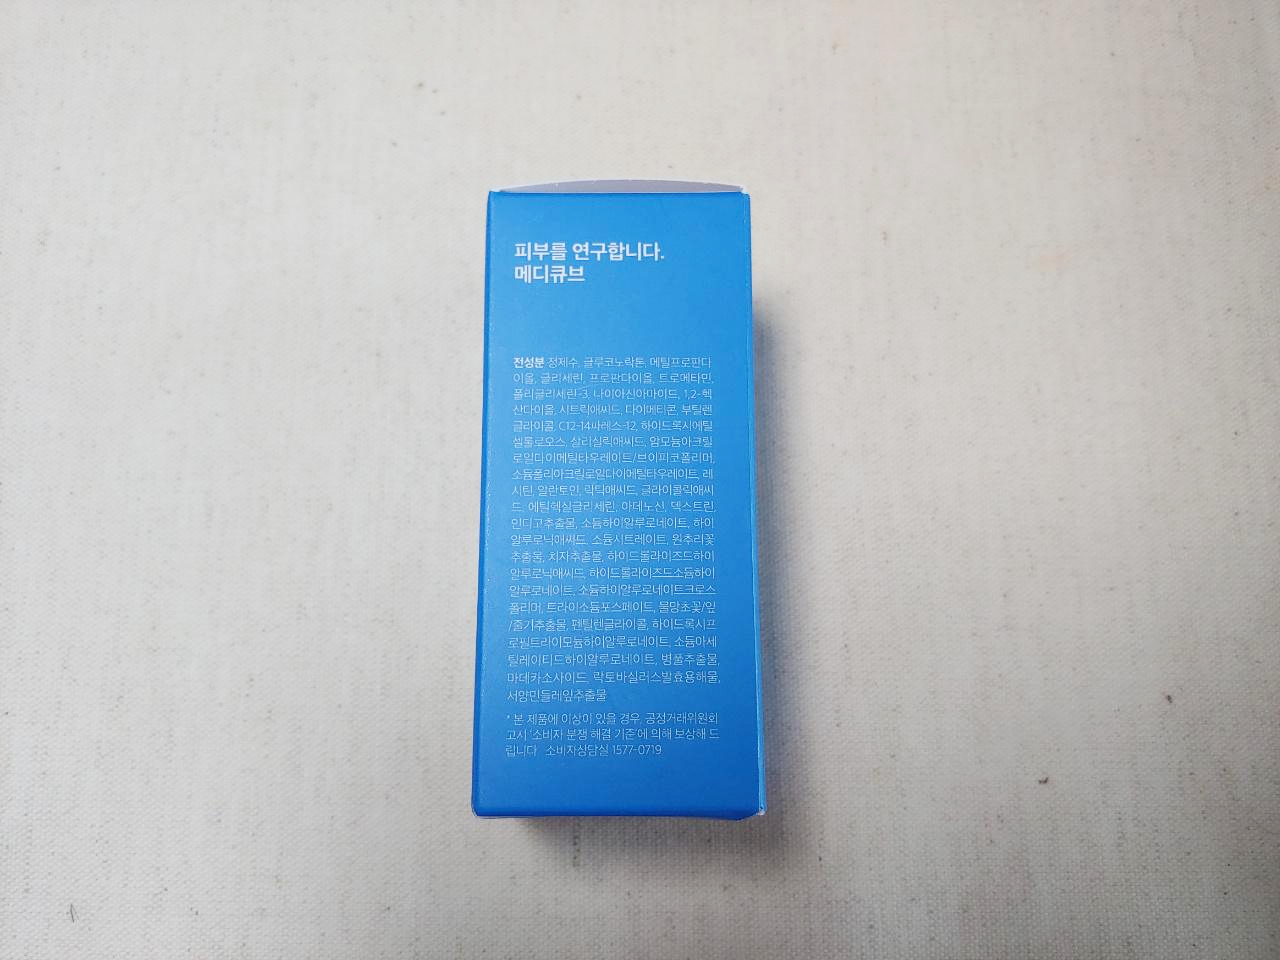 피부를 연구합니다.
메디큐브
전성분 정제수, 글루코노락톤, 메틸프로판다
이올, 글리세린, 프로판다이올, 트로메타민,
폴리글리세린-3, 나이아신아마이드, 1,2-헥
산다이올, 시트릭애씨드, 다이메티콘, 부틸렌
글라이콜, C12-14파레스-12, 하이드록시에틸
셀룰로오스, 살리실릭애씨드, 암모늄아크릴
로일다이메틸타우레이트/브이피코폴리머,
소듐폴리아크릴로일다이메틸타우레이트, 레
시틴, 알란토인, 락틱애씨드, 글라이콜릭애씨
드, 에틸헥실글리세린, 아데노신, 덱스트린,
인디고추출물, 소듐하이알루로네이트, 하이
알루로닉애씨드, 소듐시트레이트, 원추리꽃
추출물, 치자추출물, 하이드롤라이즈드하이
알루로닉애씨드, 하이드롤라이즈드소듐하이
알루로네이트, 소듐하이알루로네이트크로스
폴리머, 트라이소듐포스페이트, 물망초꽃/잎
/줄기추출물, 펜틸렌글라이콜, 하이드록시프
로필트라이모늄하이알루로네이트, 소듐아세
틸레이티드하이알루로네이트, 병풀추출물,
마데카소사이드, 락토바실러스발효용해물,
서양민들레잎추출물
* 본 제품에 이상이 있을 경우, 공정거래위원회
고시 '소비자 분쟁 해결 기준'에 의해 보상해 드
립니다 소비자상담실 1577-0719